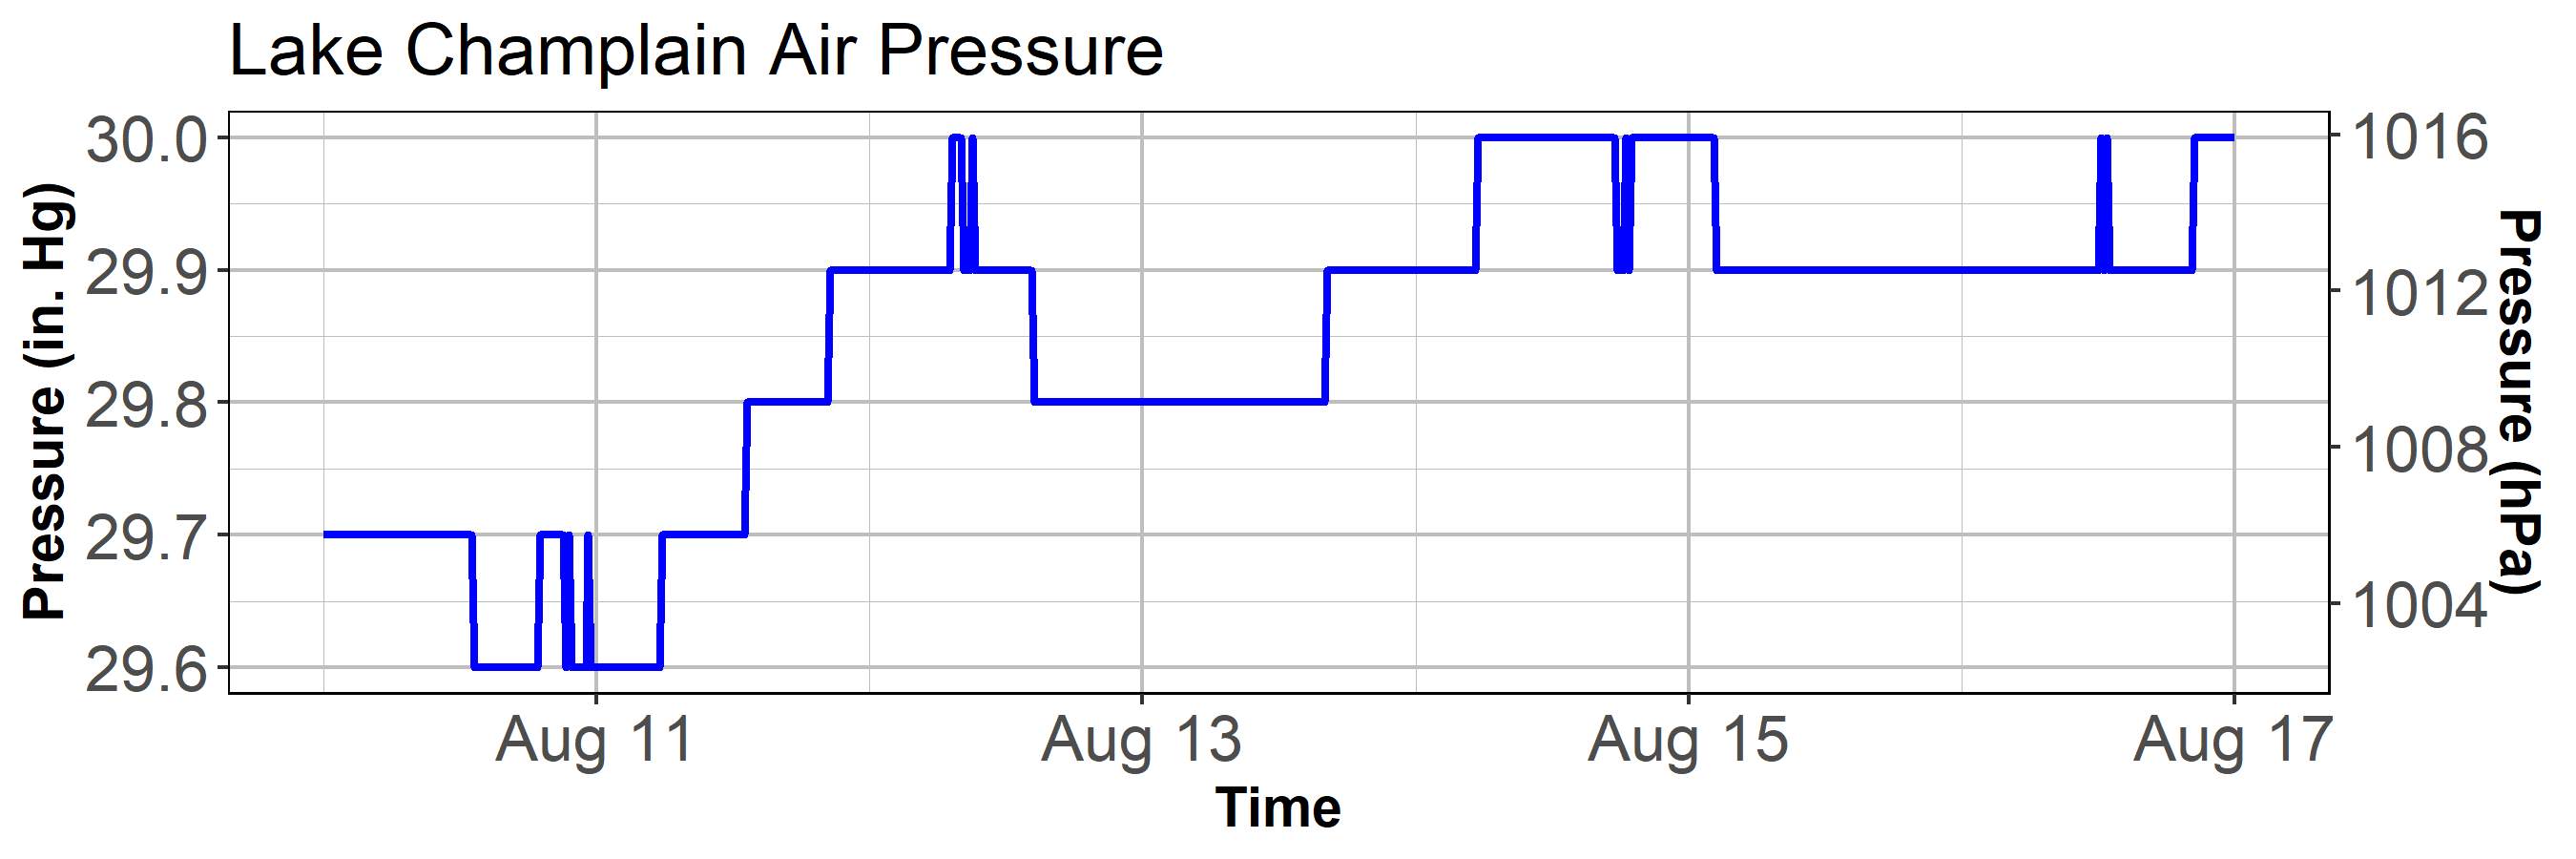 Lake Champlain Air Pressure
Pressure (in. Hg)
30.0
29.9
29.8
29.7
29.6
1016
1012
1008
1004
Pressure (hPa)
Aug 11 Aug 13 Aug 15 Aug 17
Time